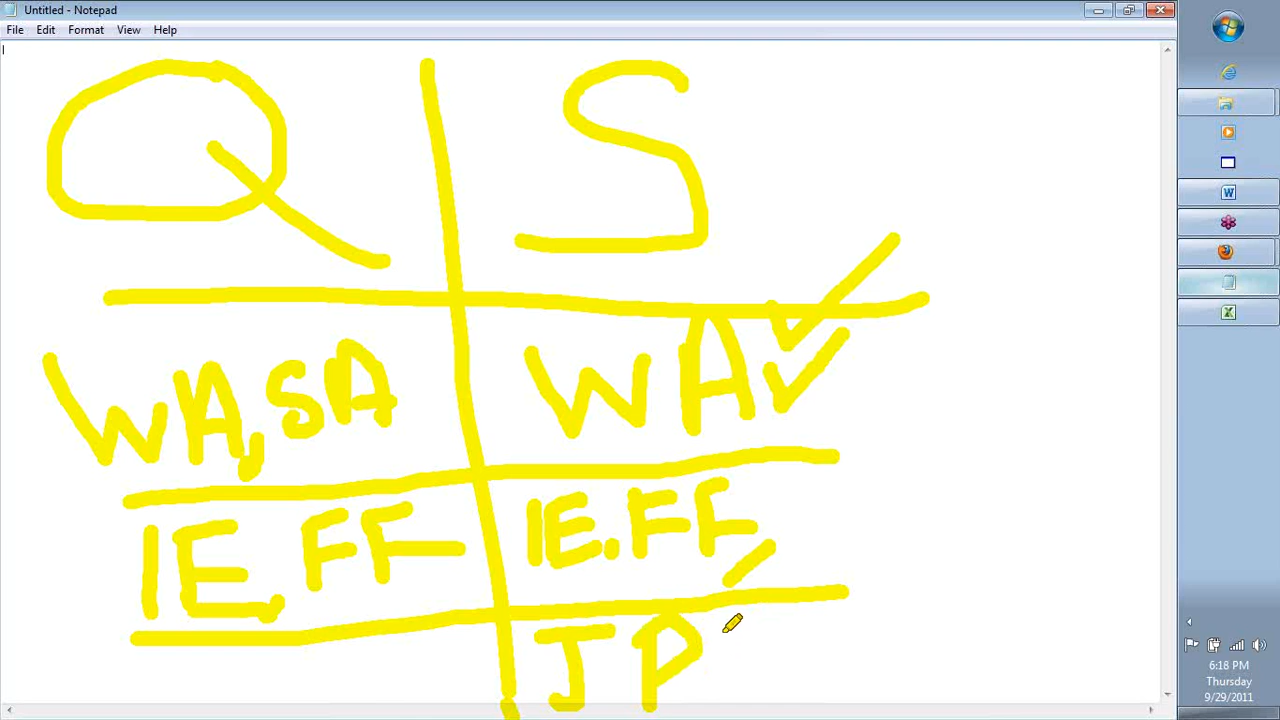 Untitled - Notepad
File Edit Format View Help
Q S
WA, SA WA
IE, FF IE. FF
JP
6:18 PM
Thursday
9/29/2011